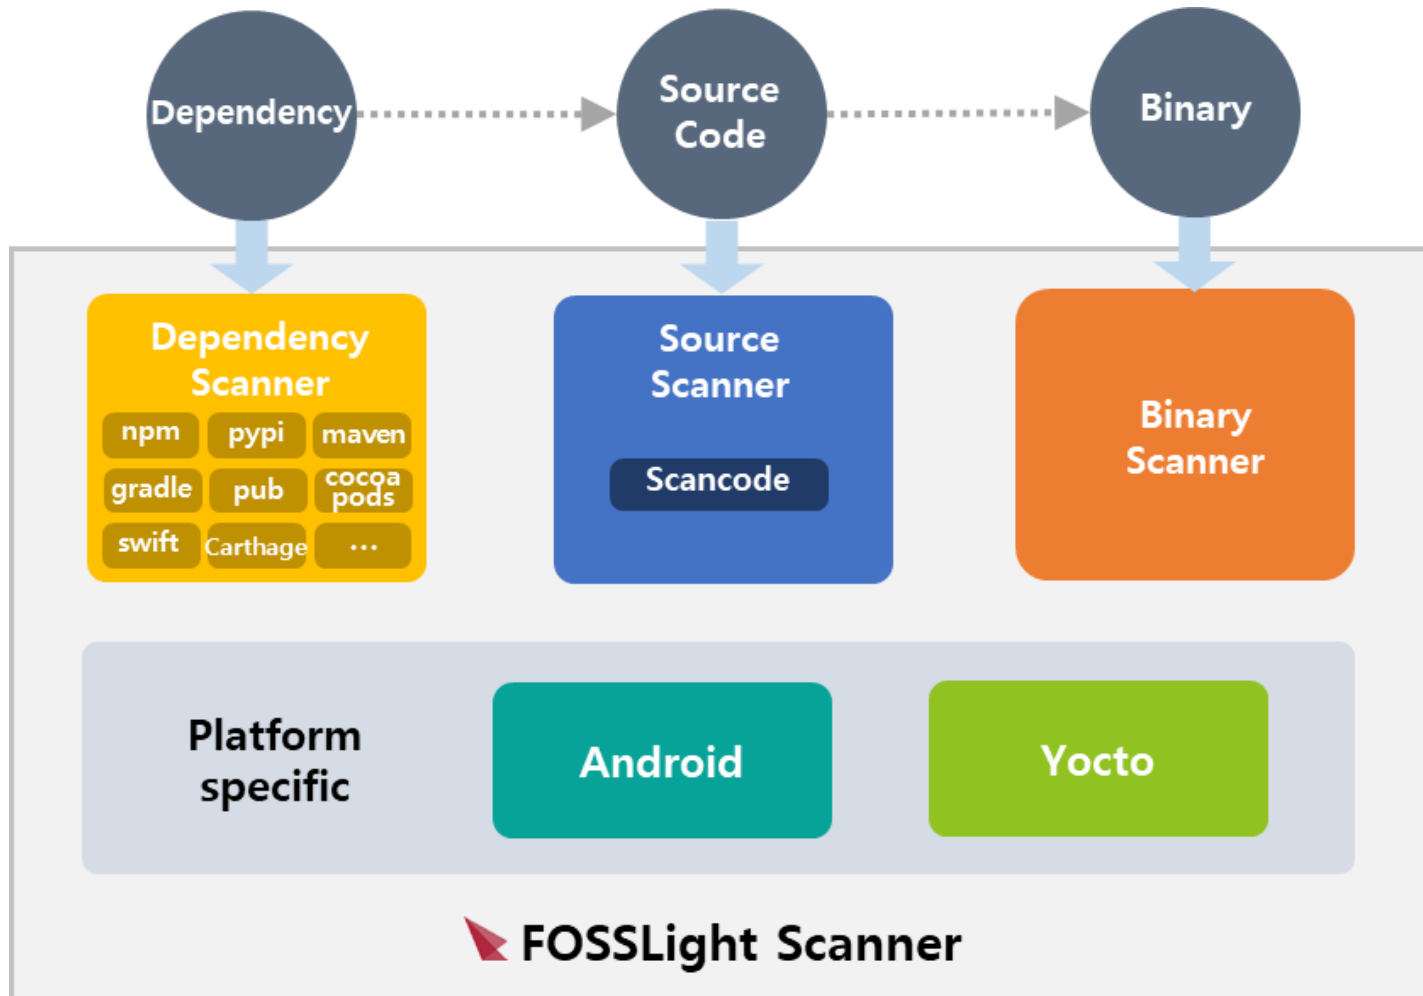 Dependency
Source
Code
Binary
Dependency
Scanner
npm
pypi
maven
gradle
pub
cocoa
pods
swift
Carthage
...
Source
Scanner
Scancode
Binary
Scanner
Platform
specific
Android
Yocto
FOSSLight Scanner